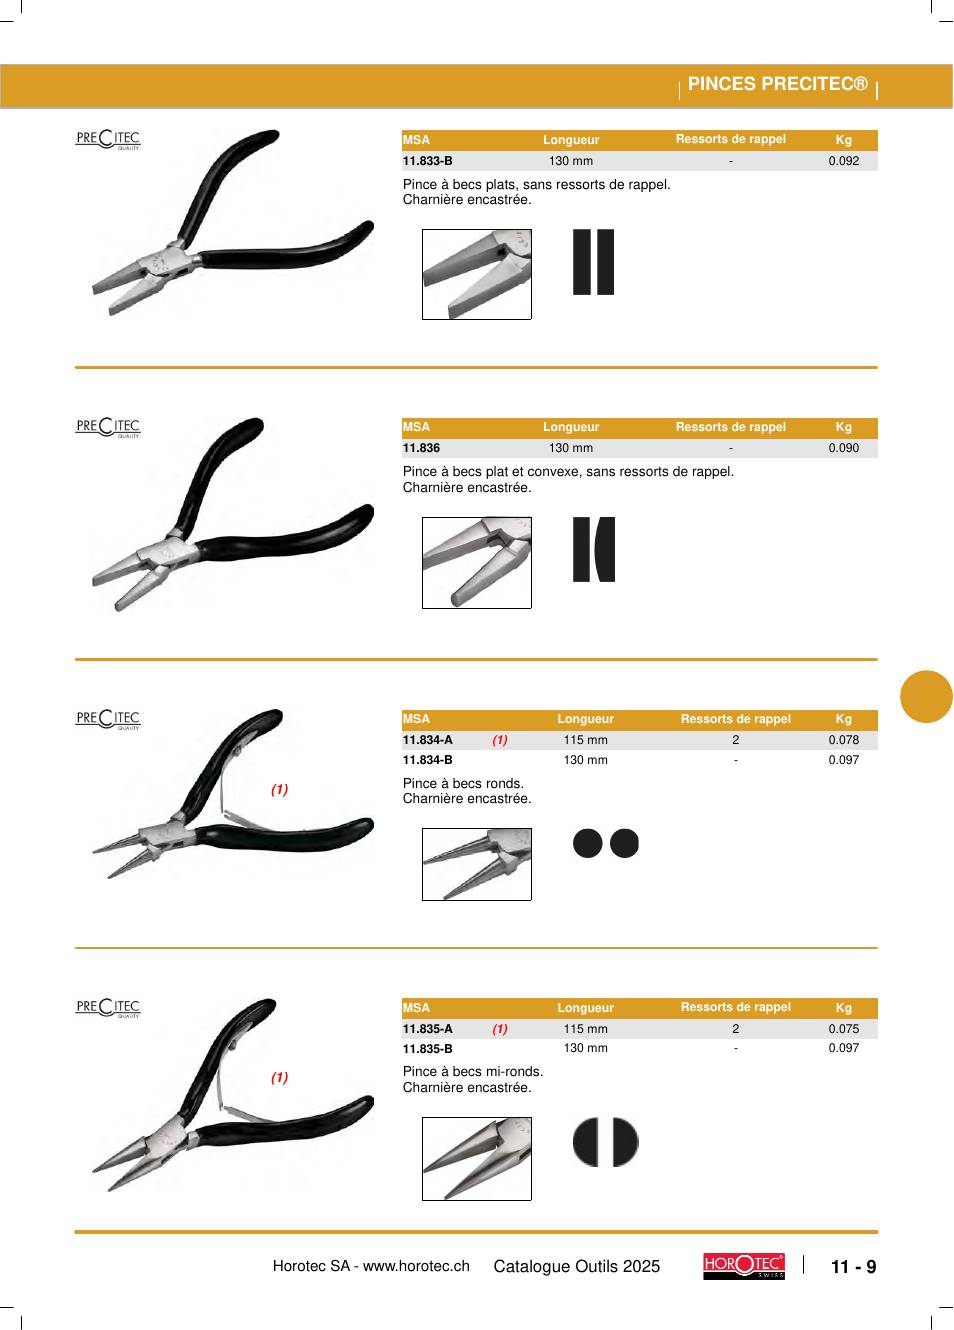 PINCES PRECITEC®
PRECITEC
QUALITY
MSA Longueur Ressorts de rappel Kg
11.833-B 130 mm - 0.092
Pince à becs plats, sans ressorts de rappel.
Charnière encastrée.
PRECITEC
QUALITY
MSA Longueur Ressorts de rappel Kg
11.836 130 mm - 0.090
Pince à becs plat et convexe, sans ressorts de rappel.
Charnière encastrée.
PRECITEC
QUALITY
(1)
MSA Longueur Ressorts de rappel Kg
11.834-A (1) 115 mm 2 0.078
11.834-B 130 mm - 0.097
Pince à becs ronds.
Charnière encastrée.
PRECITEC
QUALITY
(1)
MSA Longueur Ressorts de rappel Kg
11.835-A (1) 115 mm 2 0.075
11.835-B 130 mm - 0.097
Pince à becs mi-ronds.
Charnière encastrée.
Horotec SA - www.horotec.ch Catalogue Outils 2025 HOROTEC® SWISS 11 - 9